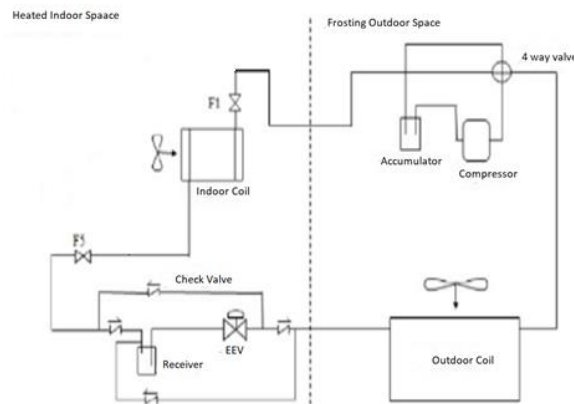 Heated Indoor Spaace
Frosting Outdoor Space
4 way valve
F1
Accumulator
Compressor
Indoor Coil
F5
Check Valve
EEV
Receiver
Outdoor Coil